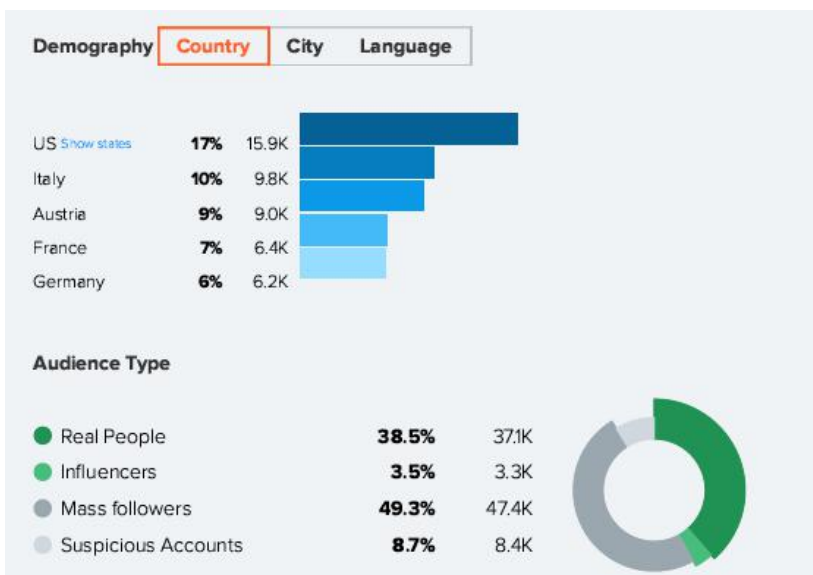 Demography Country City Language
US Show states 17% 15.9K
Italy 10% 9.8K
Austria 9% 9.0K
France 7% 6.4K
Germany 6% 6.2K
Audience Type
Real People 38.5% 37.1K
Influencers 3.5% 3.3K
Mass followers 49.3% 47.4K
Suspicious Accounts 8.7% 8.4K